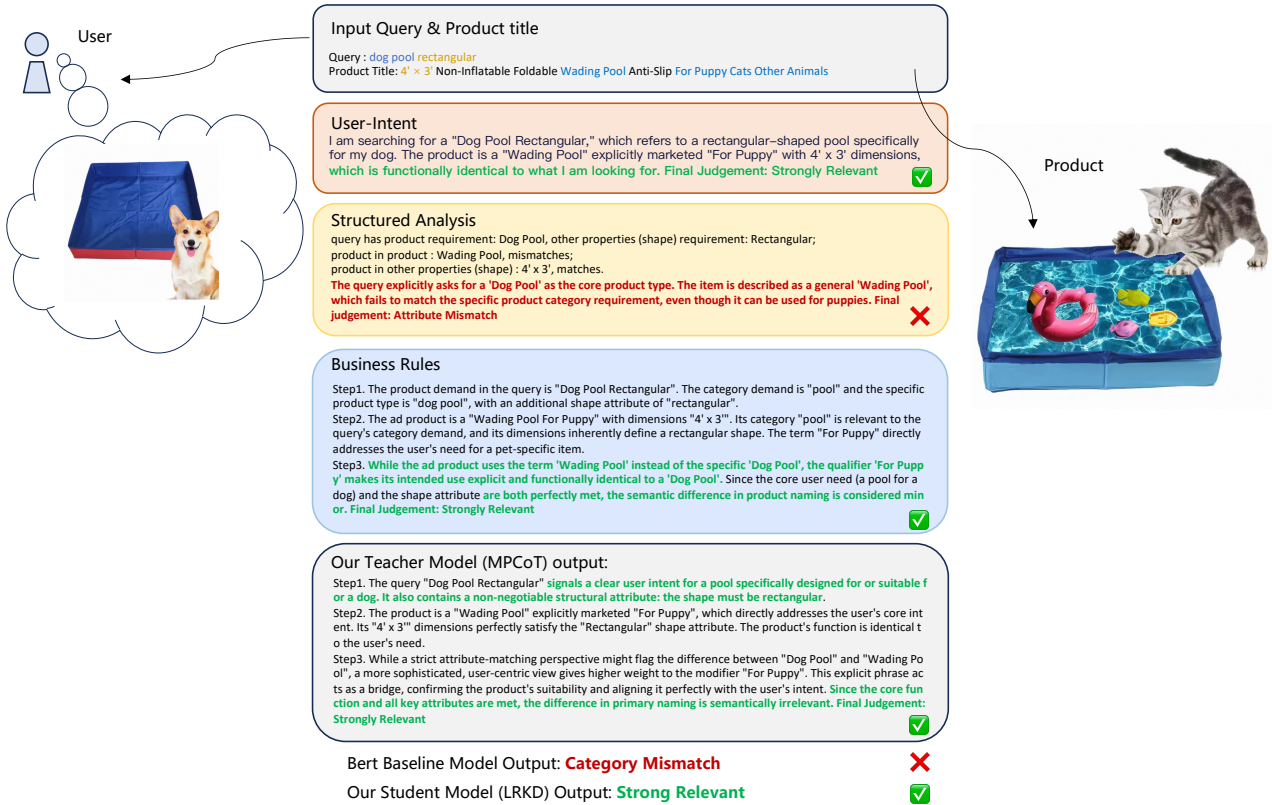 User
Input Query & Product title
Query : dog pool rectangular
Product Title: 4' × 3' Non-Inflatable Foldable Wading Pool Anti-Slip For Puppy Cats Other Animals
User-Intent
I am searching for a "Dog Pool Rectangular," which refers to a rectangular-shaped pool specifically
for my dog. The product is a "Wading Pool" explicitly marketed "For Puppy" with 4' x 3' dimensions,
which is functionally identical to what I am looking for. Final Judgement: Strongly Relevant
Product
Structured Analysis
query has product requirement: Dog Pool, other properties (shape) requirement: Rectangular;
product in product : Wading Pool, mismatches;
product in other properties (shape) : 4' x 3', matches.
The query explicitly asks for a 'Dog Pool' as the core product type. The item is described as a general 'Wading Pool',
which fails to match the specific product category requirement, even though it can be used for puppies. Final
judgement: Attribute Mismatch
Business Rules
Step1. The product demand in the query is "Dog Pool Rectangular". The category demand is "pool" and the specific
product type is "dog pool", with an additional shape attribute of "rectangular".
Step2. The ad product is a "Wading Pool For Puppy" with dimensions "4' x 3'". Its category "pool" is relevant to the
query's category demand, and its dimensions inherently define a rectangular shape. The term "For Puppy" directly
addresses the user's need for a pet-specific item.
Step3. While the ad product uses the term 'Wading Pool' instead of the specific 'Dog Pool', the qualifier 'For Pupp
y' makes its intended use explicit and functionally identical to a 'Dog Pool'. Since the core user need (a pool for a
dog) and the shape attribute are both perfectly met, the semantic difference in product naming is considered min
or. Final Judgement: Strongly Relevant
Our Teacher Model (MPCoT) output:
Step1. The query "Dog Pool Rectangular" signals a clear user intent for a pool specifically designed for or suitable f
or a dog. It also contains a non-negotiable structural attribute: the shape must be rectangular.
Step2. The product is a "Wading Pool" explicitly marketed "For Puppy", which directly addresses the user's core int
ent. Its "4' x 3'" dimensions perfectly satisfy the "Rectangular" shape attribute. The product's function is identical t
o the user's need.
Step3. While a strict attribute-matching perspective might flag the difference between "Dog Pool" and "Wading Po
ol", a more sophisticated, user-centric view gives higher weight to the modifier "For Puppy". This explicit phrase ac
ts as a bridge, confirming the product's suitability and aligning it perfectly with the user's intent. Since the core fun
ction and all key attributes are met, the difference in primary naming is semantically irrelevant. Final Judgement:
Strongly Relevant
Bert Baseline Model Output: Category Mismatch
Our Student Model (LRKD) Output: Strong Relevant